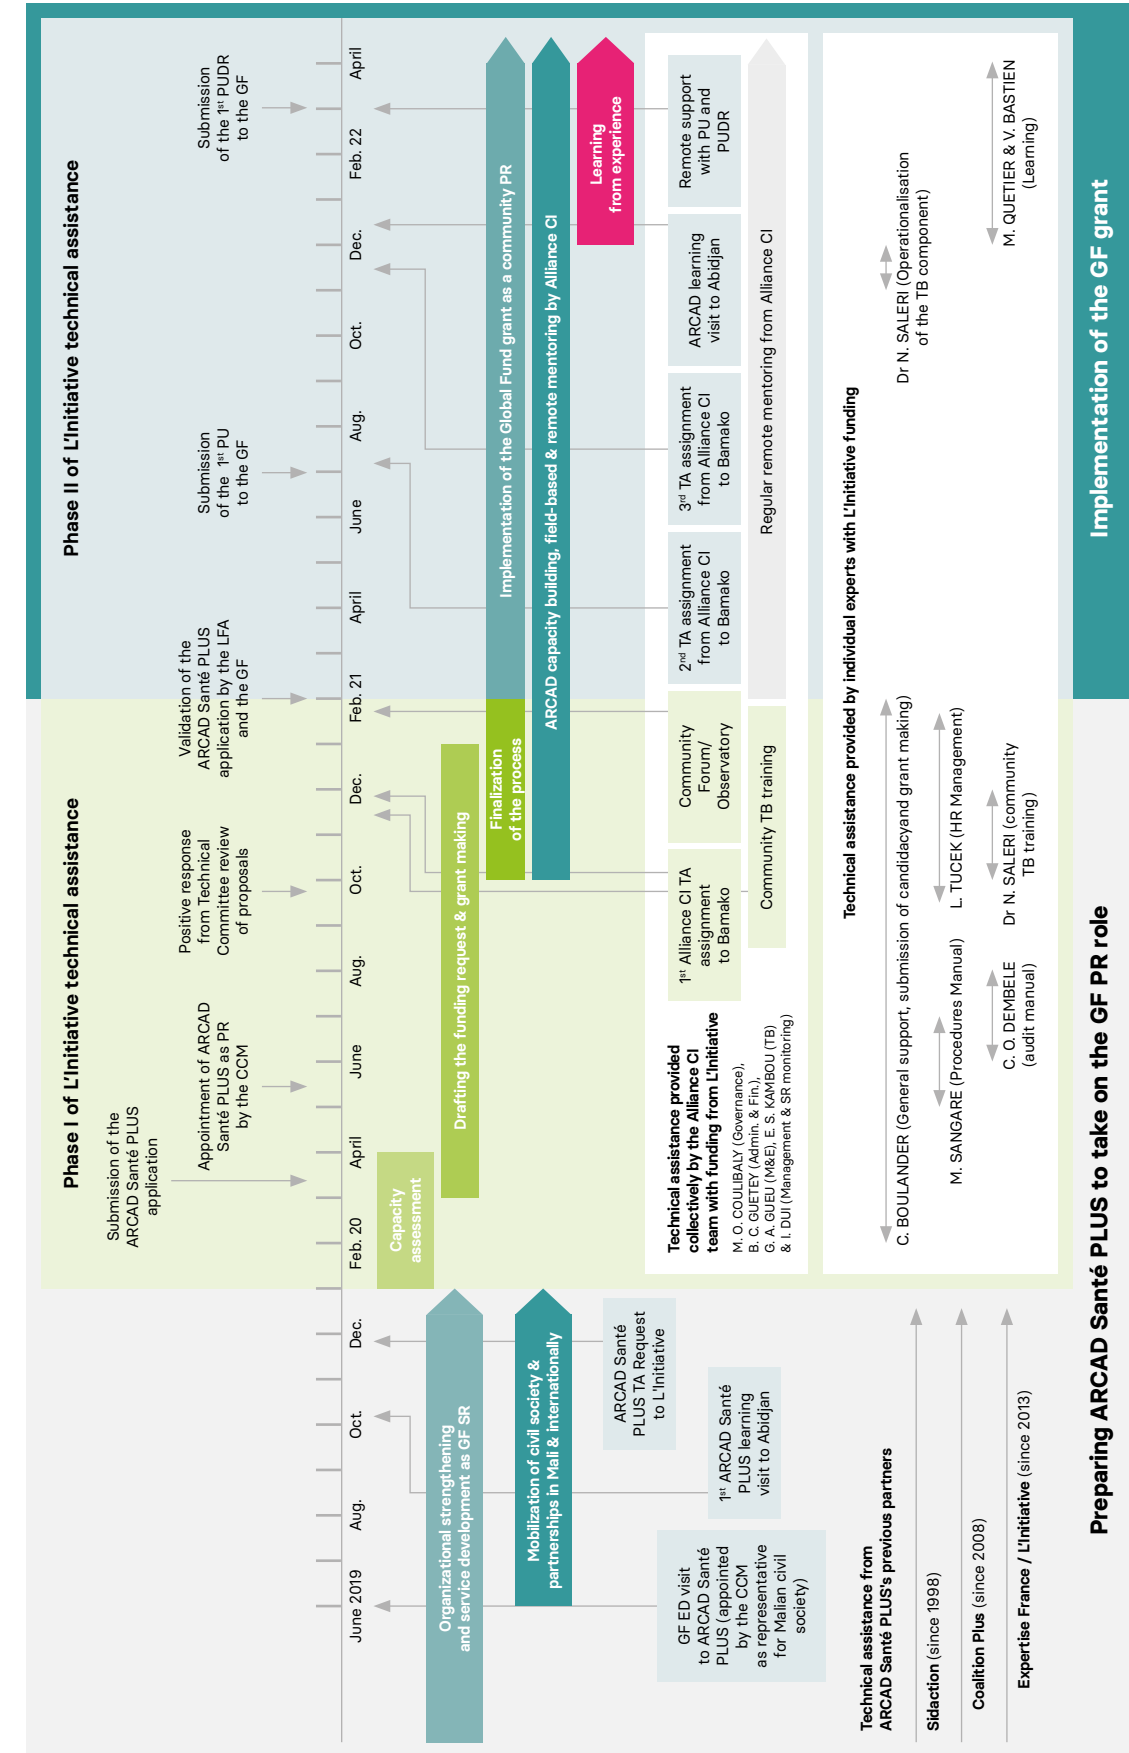 Phase I of L'Initiative technical assistance
Phase II of L'Initiative technical assistance
Submission of the
ARCAD Santé PLUS
application
Appointment of ARCAD
Santé PLUS as PR
by the CCM
Positive response
from Technical
Committee review
of proposals
Validation of the
ARCAD Santé PLUS
application by the LFA
and the GF
Submission
of the 1st PU
to the GF
Submission
of the 1st PUDR
to the GF
June 2019
Aug.
Oct.
Dec.
Feb. 20
April
June
Aug.
Oct.
Dec.
Feb. 21
April
June
Aug.
Oct.
Dec.
Feb. 22
April
Capacity
assessment
Organizational strengthening
and service development as GF SR
Drafting the funding request & grant making
Finalization
of the process
Implementation of the Global Fund grant as a community PR
Mobilization of civil society &
partnerships in Mali & internationally
ARCAD capacity building, field-based & remote mentoring by Alliance CI
Learning
from experience
GF ED visit
to ARCAD Santé
PLUS (appointed
by the CCM
as representative
for Malian civil
society)
1st ARCAD Santé
PLUS learning
visit to Abidjan
ARCAD Santé
PLUS TA Request
to L'Initiative
Technical assistance provided
collectively by the Alliance CI
team with funding from L'Initiative
M. O. COULIBALY (Governance),
B. C. GUETEY (Admin. & Fin.),
G. A. GUEU (M&E), E. S. KAMBOU (TB)
& I. DUI (Management & SR monitoring)
1st Alliance CI TA
assignment
to Bamako
Community
Forum/
Observatory
2nd TA assignment
from Alliance CI
to Bamako
3rd TA assignment
from Alliance CI
to Bamako
ARCAD learning
visit to Abidjan
Remote support
with PU and
PUDR
Community TB training
Regular remote mentoring from Alliance CI
Technical assistance from
ARCAD Santé PLUS's previous partners
Sidaction (since 1998)
Coalition Plus (since 2008)
Expertise France / L'Initiative (since 2013)
Technical assistance provided by individual experts with L'Initiative funding
C. BOULANDER (General support, submission of candidacyand grant making)
Dr N. SALERI (Operationalisation
of the TB component)
M. SANGARE (Procedures Manual)
L. TUCEK (HR Management)
C. O. DEMBELE
(audit manual)
Dr N. SALERI (community
TB training)
M. QUETIER & V. BASTIEN
(Learning)
Preparing ARCAD Santé PLUS to take on the GF PR role
Implementation of the GF grant